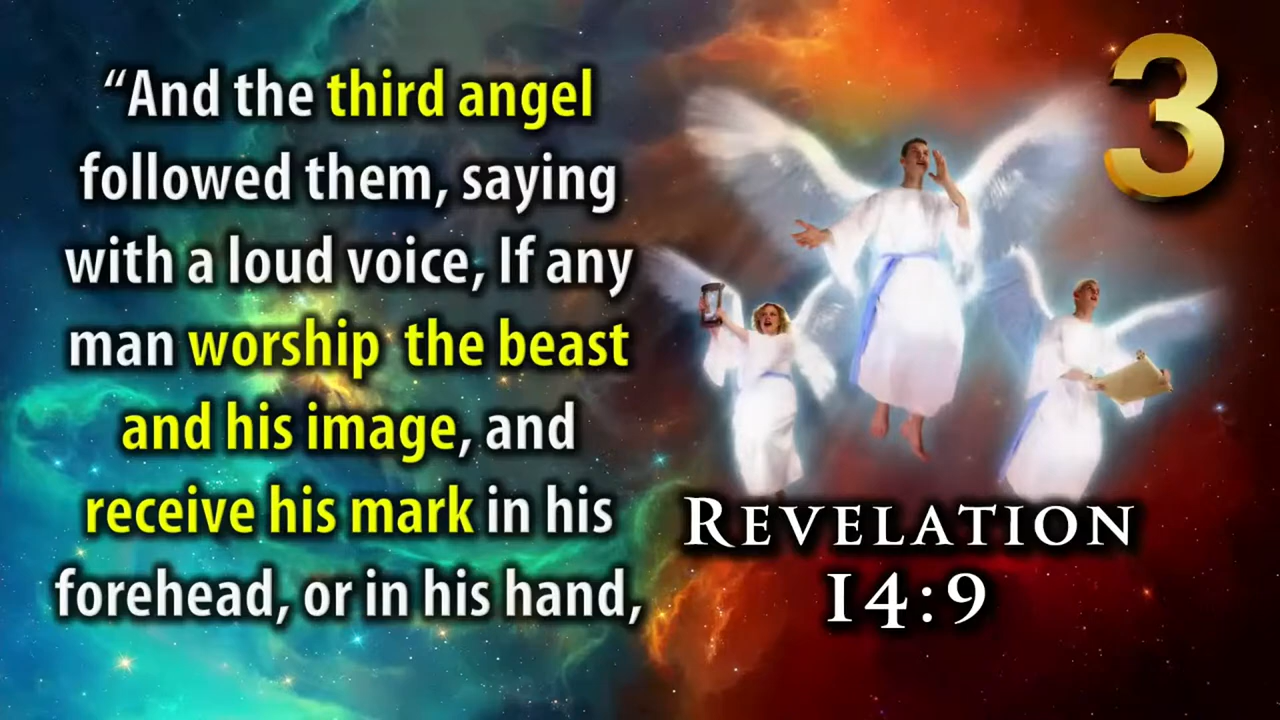 “And the third angel
followed them, saying
with a loud voice, If any
man worship the beast
and his image, and
receive his mark in his
forehead, or in his hand,
3
REVELATION
14:9